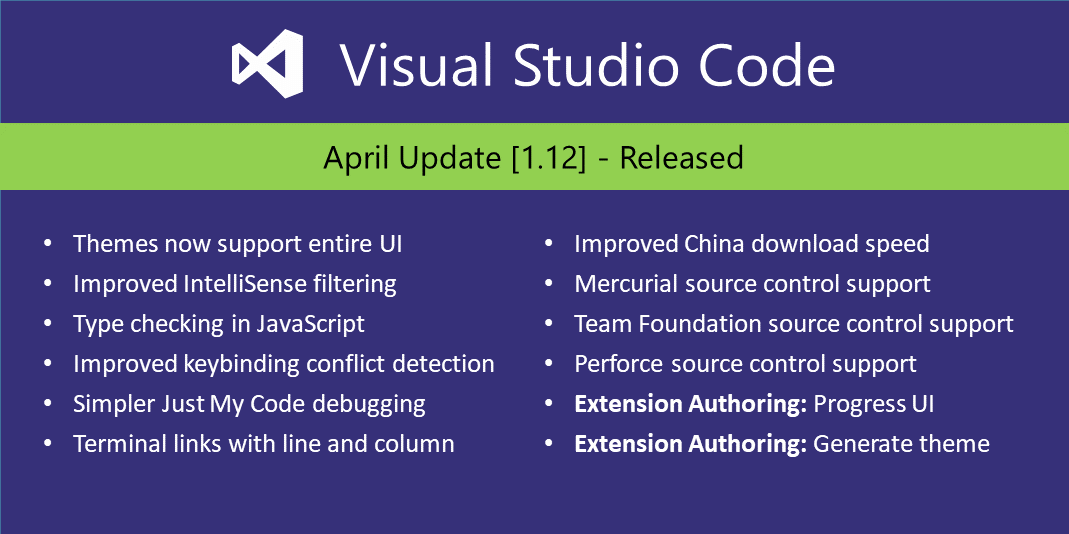 Visual Studio Code
April Update [1.12] - Released
• Themes now support entire UI
• Improved IntelliSense filtering
• Type checking in JavaScript
• Improved keybinding conflict detection
• Simpler Just My Code debugging
• Terminal links with line and column
• Improved China download speed
• Mercurial source control support
• Team Foundation source control support
• Perforce source control support
• Extension Authoring: Progress UI
• Extension Authoring: Generate theme